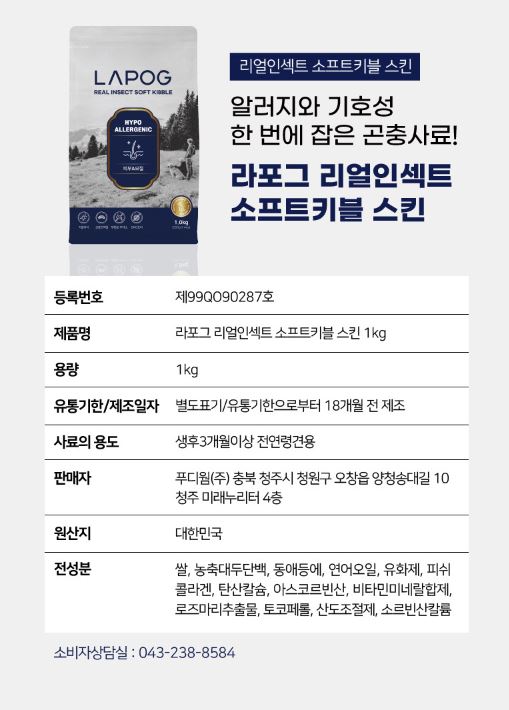 LAPOG
REAL INSECT SOFT KIBBLE
HYPO
ALLERGENIC
피부&모질
1.0kg
리얼인섹트 소프트키블 스킨
알러지와 기호성
한 번에 잡은 곤충사료!
라포그 리얼인섹트
소프트키블 스킨
등록번호 제99QO90287호
제품명 라포그 리얼인섹트 소프트키블 스킨 1kg
용량 1kg
유통기한/제조일자 별도표기/유통기한으로부터 18개월 전 제조
사료의 용도 생후3개월이상 전연령견용
판매자 푸디웜(주) 충북 청주시 청원구 오창읍 양청송대길 10
청주 미래누리터 4층
원산지 대한민국
전성분 쌀, 농축대두단백, 동애등에, 연어오일, 유화제, 피쉬
콜라겐, 탄산칼슘, 아스코르빈산, 비타민미네랄합제,
로즈마리추출물, 토코페롤, 산도조절제, 소르빈산칼륨
소비자상담실 : 043-238-8584